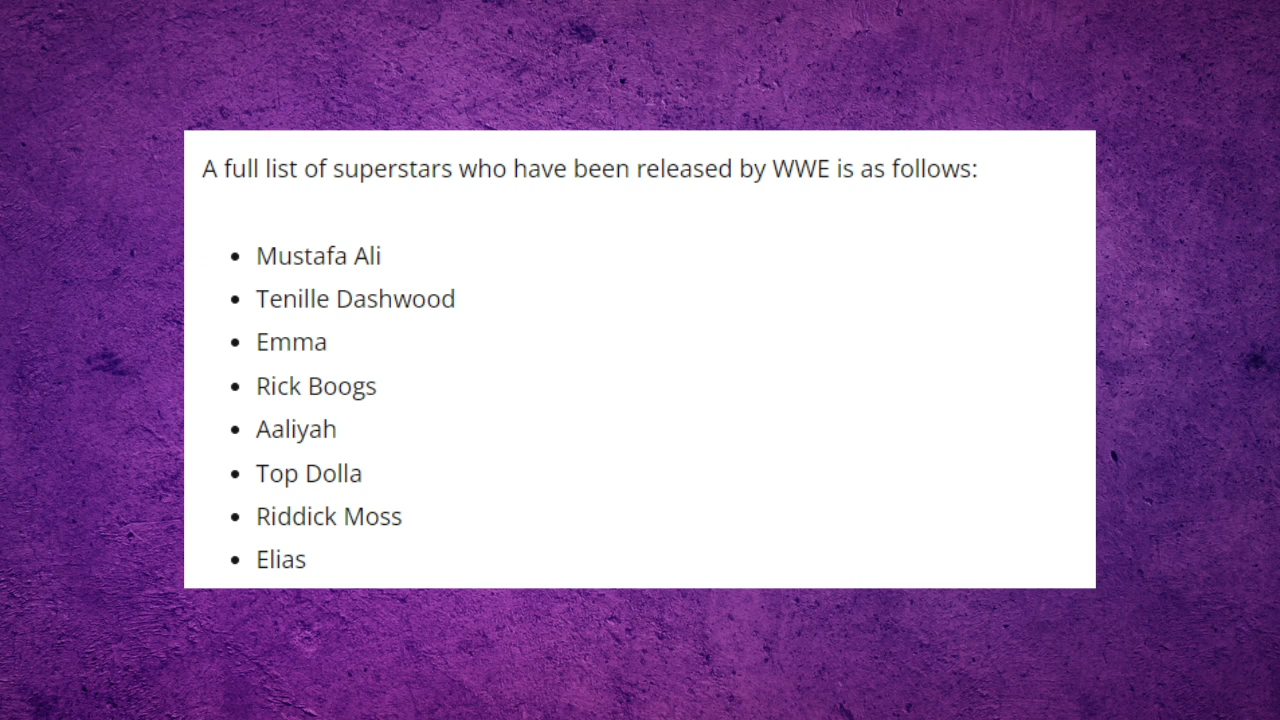 A full list of superstars who have been released by WWE is as follows:
• Mustafa Ali
• Tenille Dashwood
• Emma
• Rick Boogs
• Aaliyah
• Top Dolla
• Riddick Moss
• Elias